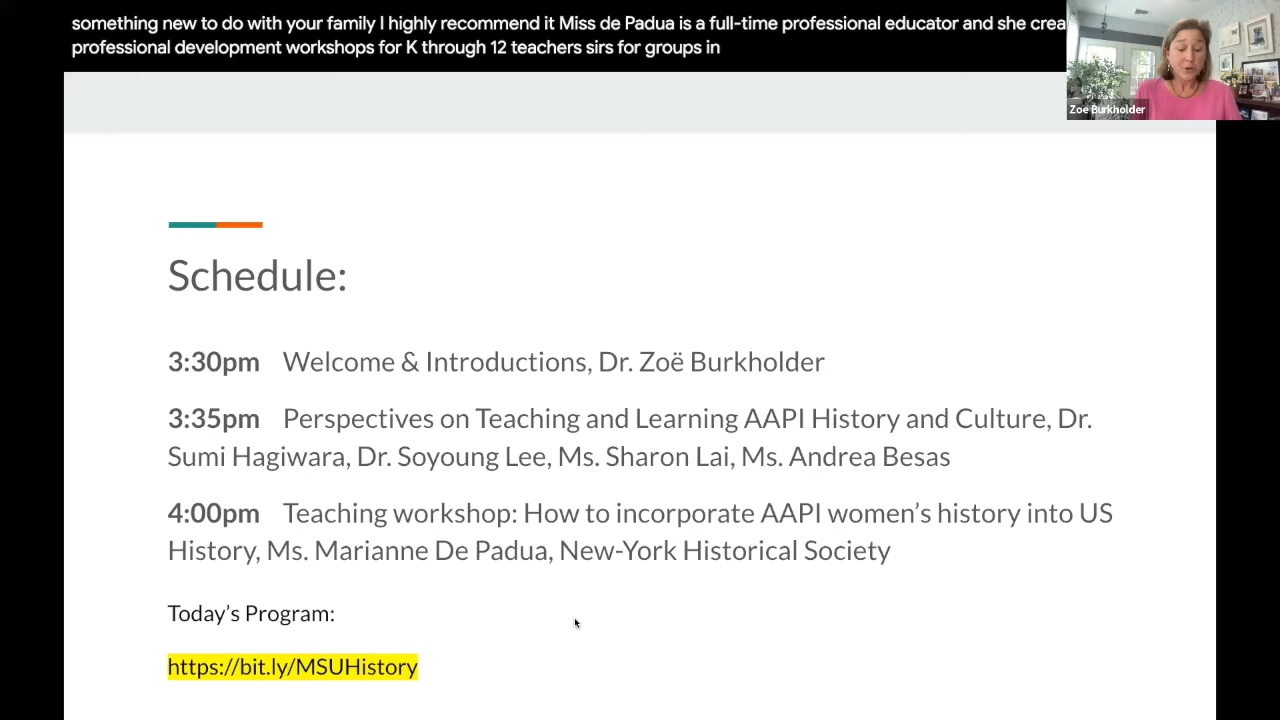 something new to do with your family I highly recommend it Miss de Padua is a full-time professional educator and she crea
professional development workshops for K through 12 teachers sirs for groups in
Zoe Burkholder
Schedule:
3:30pm Welcome & Introductions, Dr. Zoë Burkholder
3:35pm Perspectives on Teaching and Learning AAPI History and Culture, Dr.
Sumi Hagiwara, Dr. Soyoung Lee, Ms. Sharon Lai, Ms. Andrea Besas
4:00pm Teaching workshop: How to incorporate AAPI women's history into US
History, Ms. Marianne De Padua, New-York Historical Society
Today's Program:
https://bit.ly/MSUHistory